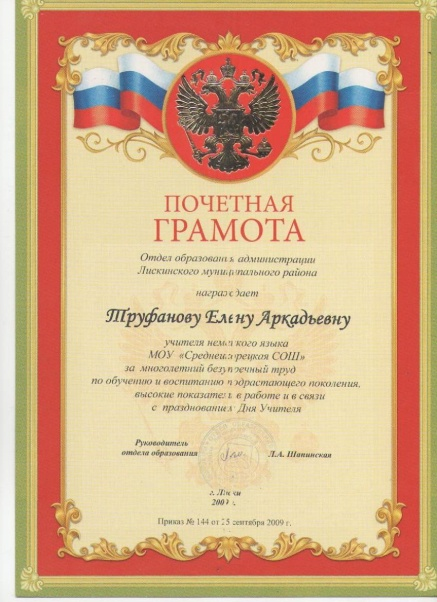 ПОЧЕТНАЯ
ГРАМОТА
Отдел образования администрации
Лискинского муниципального района
награждает
Труфанову Елену Аркадьевну
учителя немецкого языка
МОУ «Среднеикорецкая СОШ»
за многолетний безупречный труд
по обучению и воспитанию подрастающего поколения,
высокие показатели в работе и в связи
с празднованием Дня Учителя
Руководитель
отдела образования
Л.А. Шапинская
г. Лиски
2009 г.
Приказ № 144 от 25 сентября 2009 г.